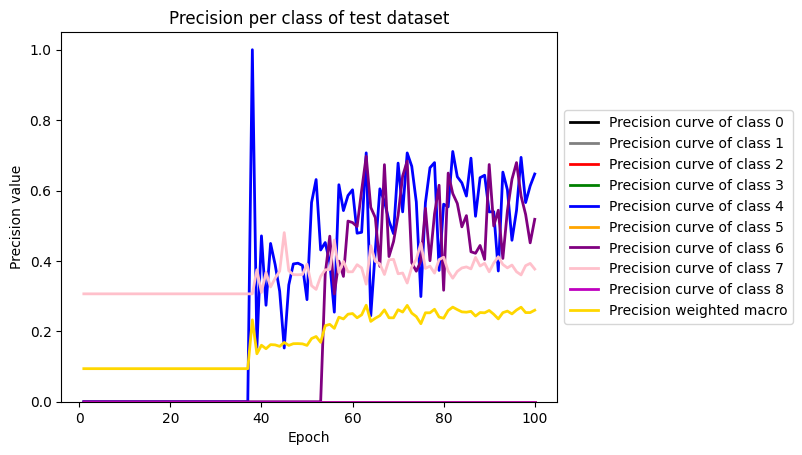 Precision per class of test dataset
Precision value
1.0
0.8
0.6
0.4
0.2
0.0
0
20
40
60
80
100
Epoch
Precision curve of class 0
Precision curve of class 1
Precision curve of class 2
Precision curve of class 3
Precision curve of class 4
Precision curve of class 5
Precision curve of class 6
Precision curve of class 7
Precision curve of class 8
Precision weighted macro